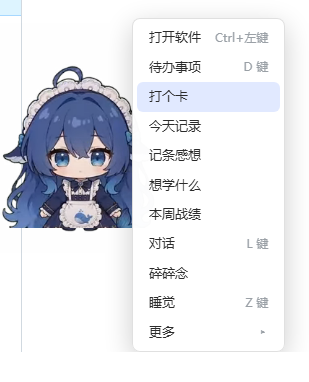 打开软件 Ctrl+左键
待办事项 D 键
打个卡
今天记录
记条感想
想学什么
本周战绩
对话 L 键
碎碎念
睡觉 Z 键
更多 ▸